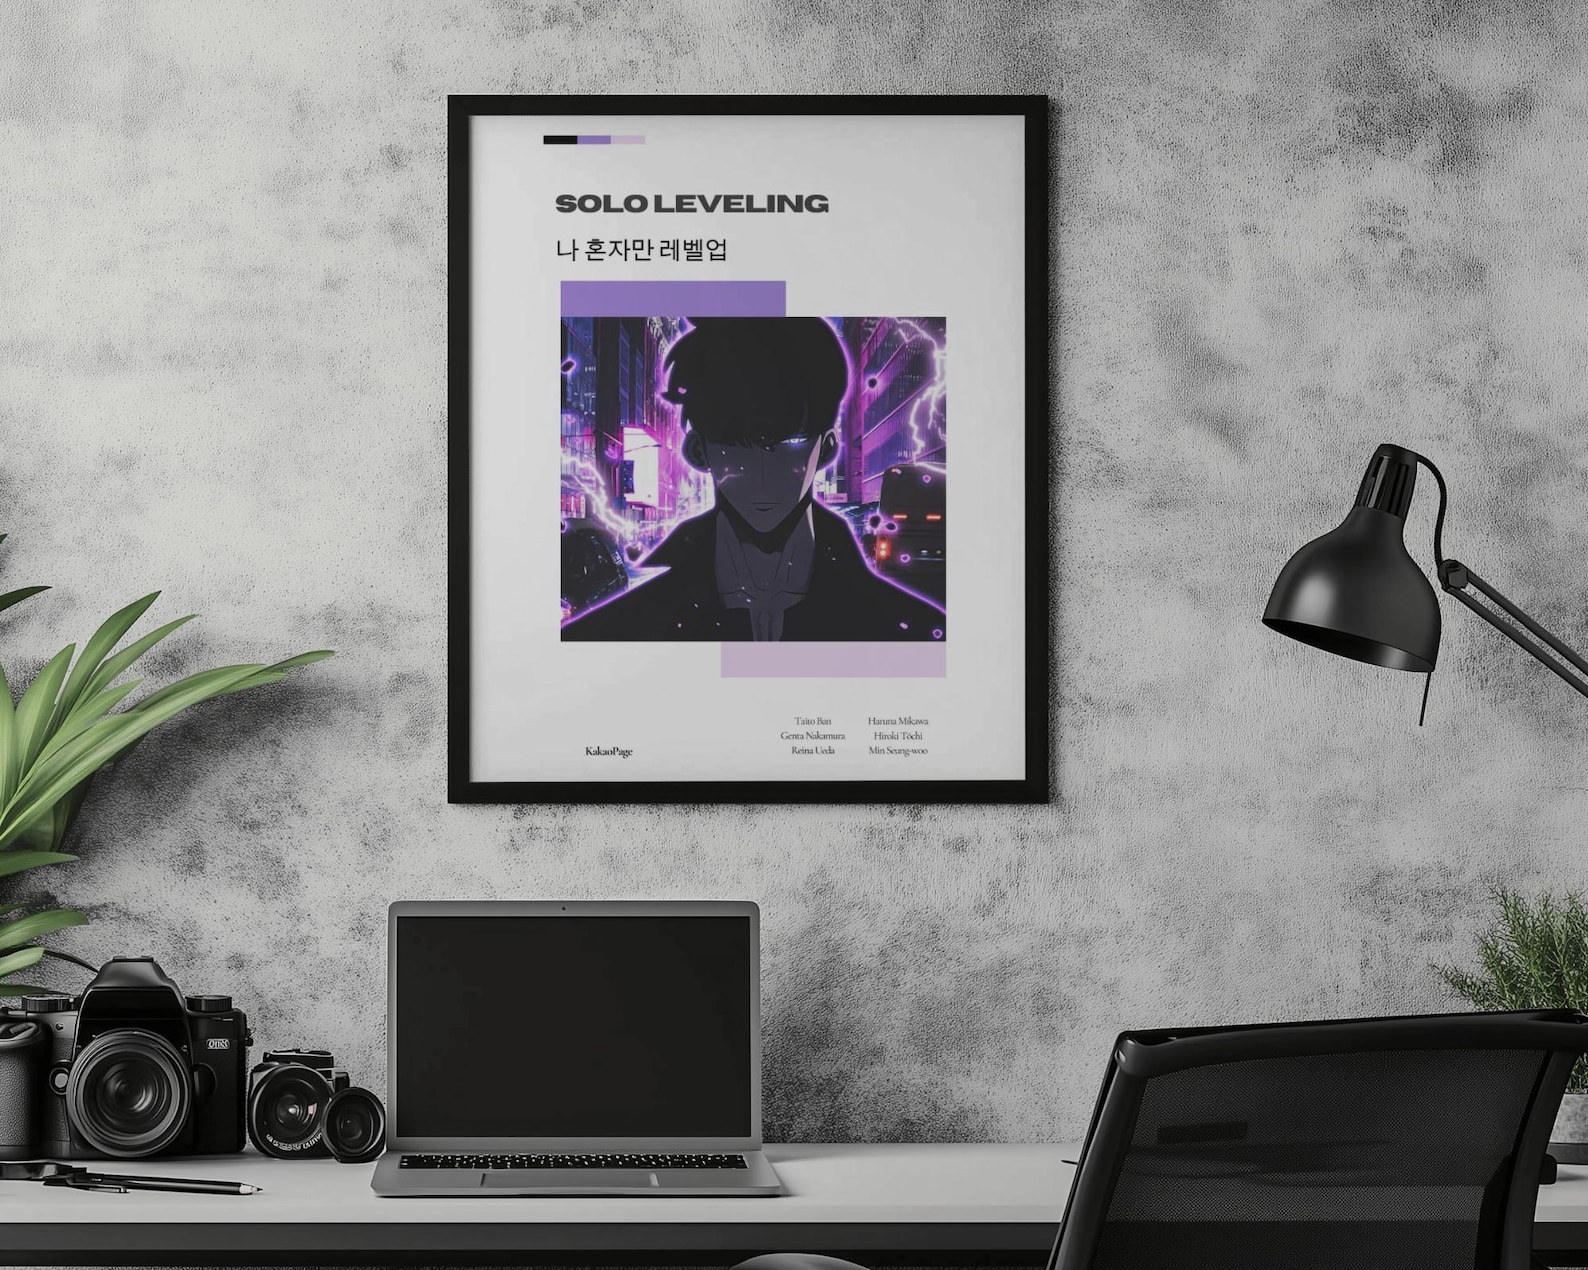 SOLO LEVELING
나 혼자만 레벨업
Taito Ban
Genta Nakamura
Reina Ueda
Haruna Mikawa
Hiroki Tōchi
Min Seung-woo
KakaoPage